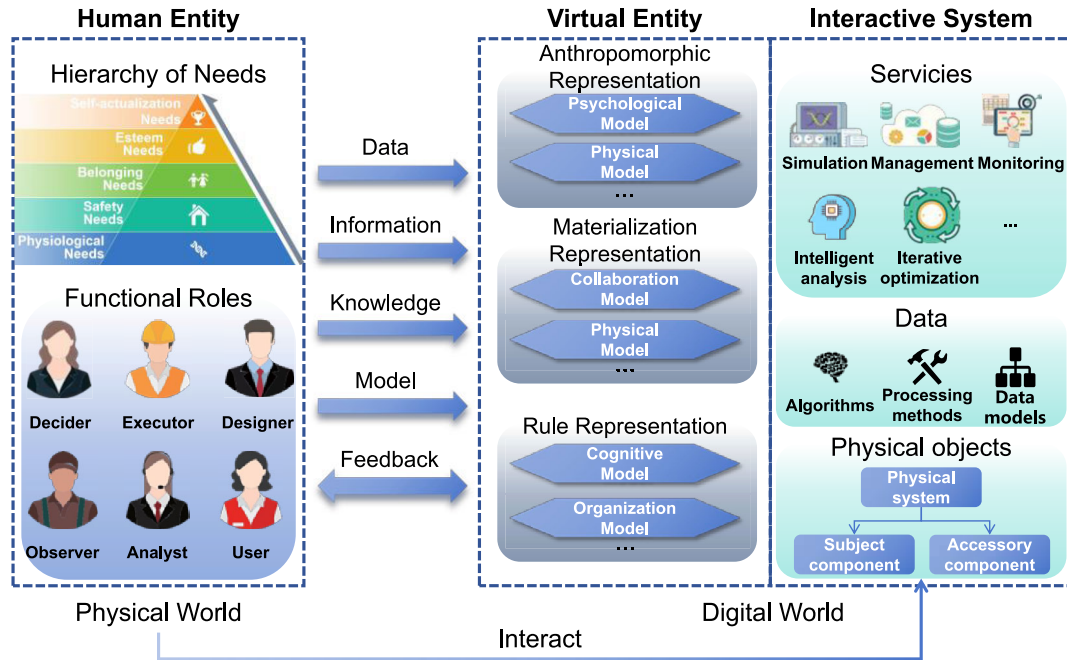 Human Entity
Hierarchy of Needs
Self-actualization
Needs
Esteem
Needs
Belonging
Needs
Safety
Needs
Physiological
Needs
Functional Roles
Decider
Executor
Designer
Observer
Analyst
User
Physical World
Data
Information
Knowledge
Model
Feedback
Virtual Entity
Anthropomorphic
Representation
Psychological
Model
Physical
Model
...
Materialization
Representation
Collaboration
Model
Physical
Model
...
Rule Representation
Cognitive
Model
Organization
Model
...
Interactive System
Servicies
Simulation
Management
Monitoring
Intelligent
analysis
Iterative
optimization
...
Data
Algorithms
Processing
methods
Data
models
Physical objects
Physical
system
Subject
component
Accessory
component
Digital World
Interact